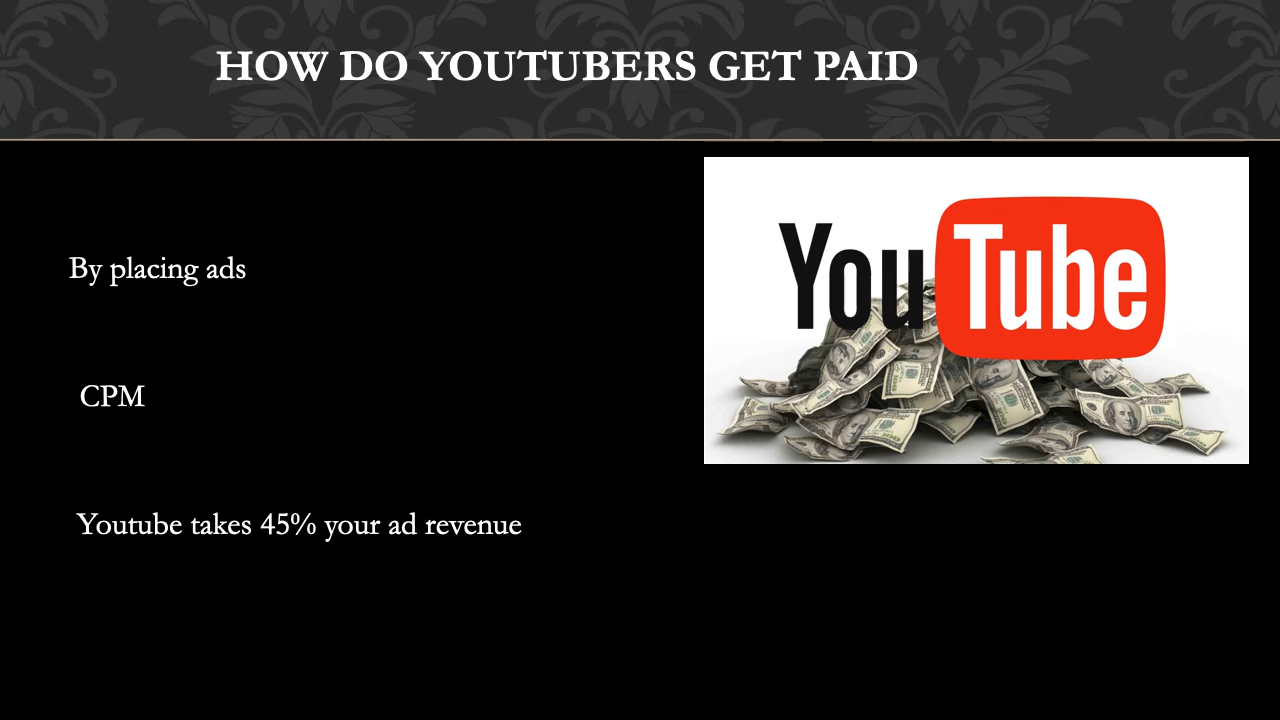 HOW DO YOUTUBERS GET PAID
YouTube
By placing ads
CPM
Youtube takes 45% your ad revenue